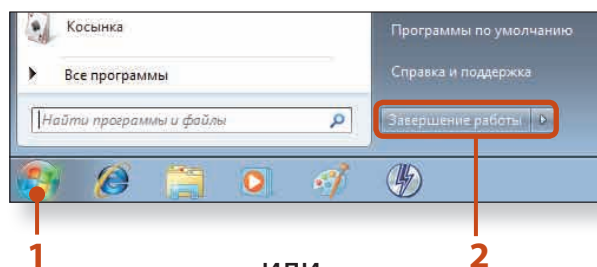 Косынка
Все программы
Найти программы и файлы
Программы по умолчанию
Справка и поддержка
Завершение работы
1
2
или